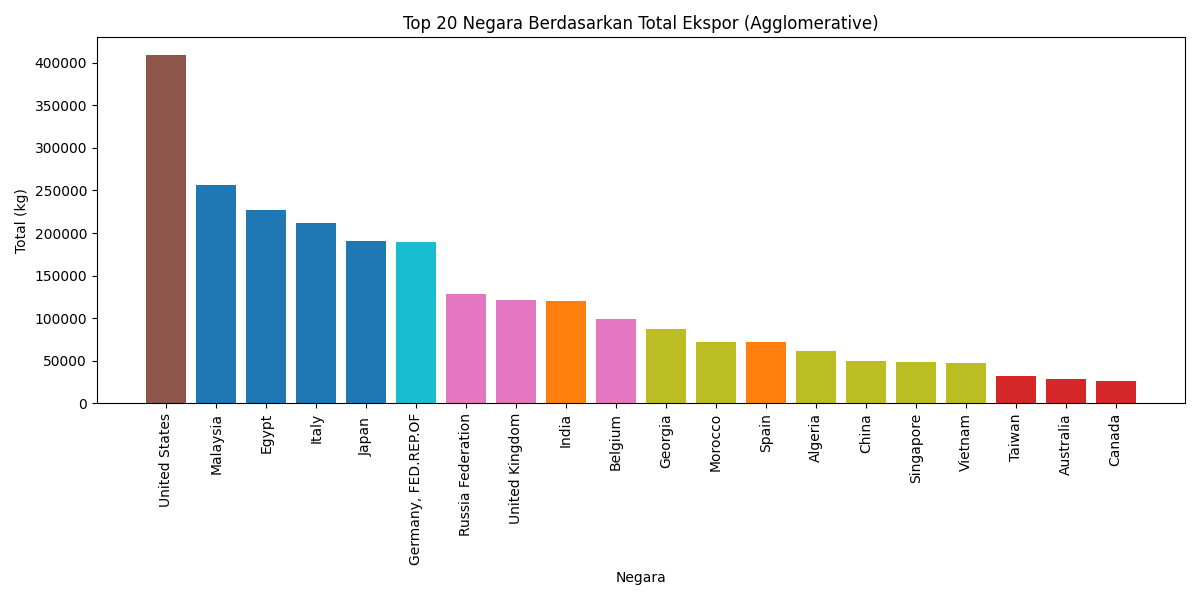 Top 20 Negara Berdasarkan Total Ekspor (Agglomerative)
Total (kg)
400000
350000
300000
250000
200000
150000
100000
50000
0
United States
Malaysia
Egypt
Italy
Japan
Germany, FED.REP.OF
Russia Federation
United Kingdom
India
Belgium
Georgia
Morocco
Spain
Algeria
China
Singapore
Vietnam
Taiwan
Australia
Canada
Negara